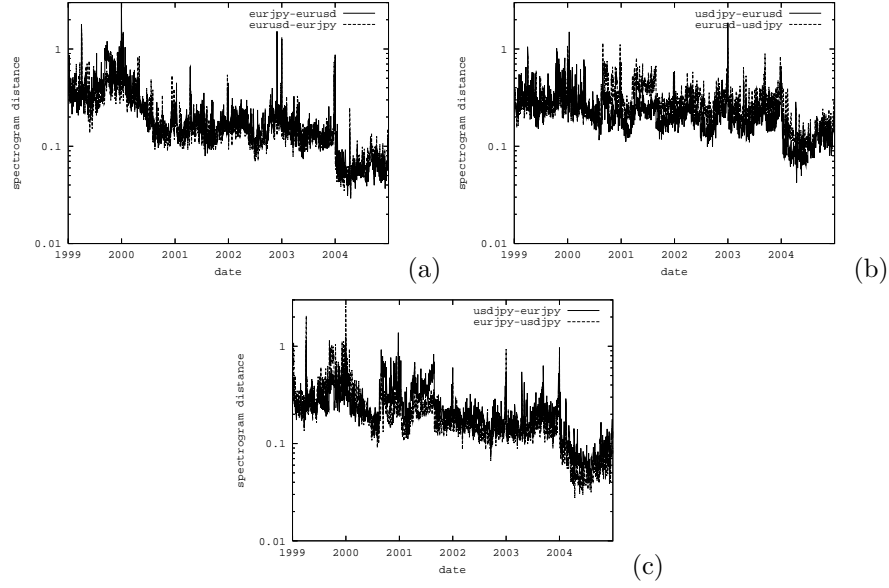 eurjpy-eurusd
eurusd-eurjpy
1
0.1
0.01
spectrogram distance
1999 2000 2001 2002 2003 2004
date
(a)
usdjpy-eurusd
eurusd-usdjpy
1
0.1
0.01
spectrogram distance
1999 2000 2001 2002 2003 2004
date
(b)
usdjpy-eurjpy
eurjpy-usdjpy
1
0.1
0.01
spectrogram distance
1999 2000 2001 2002 2003 2004
date
(c)